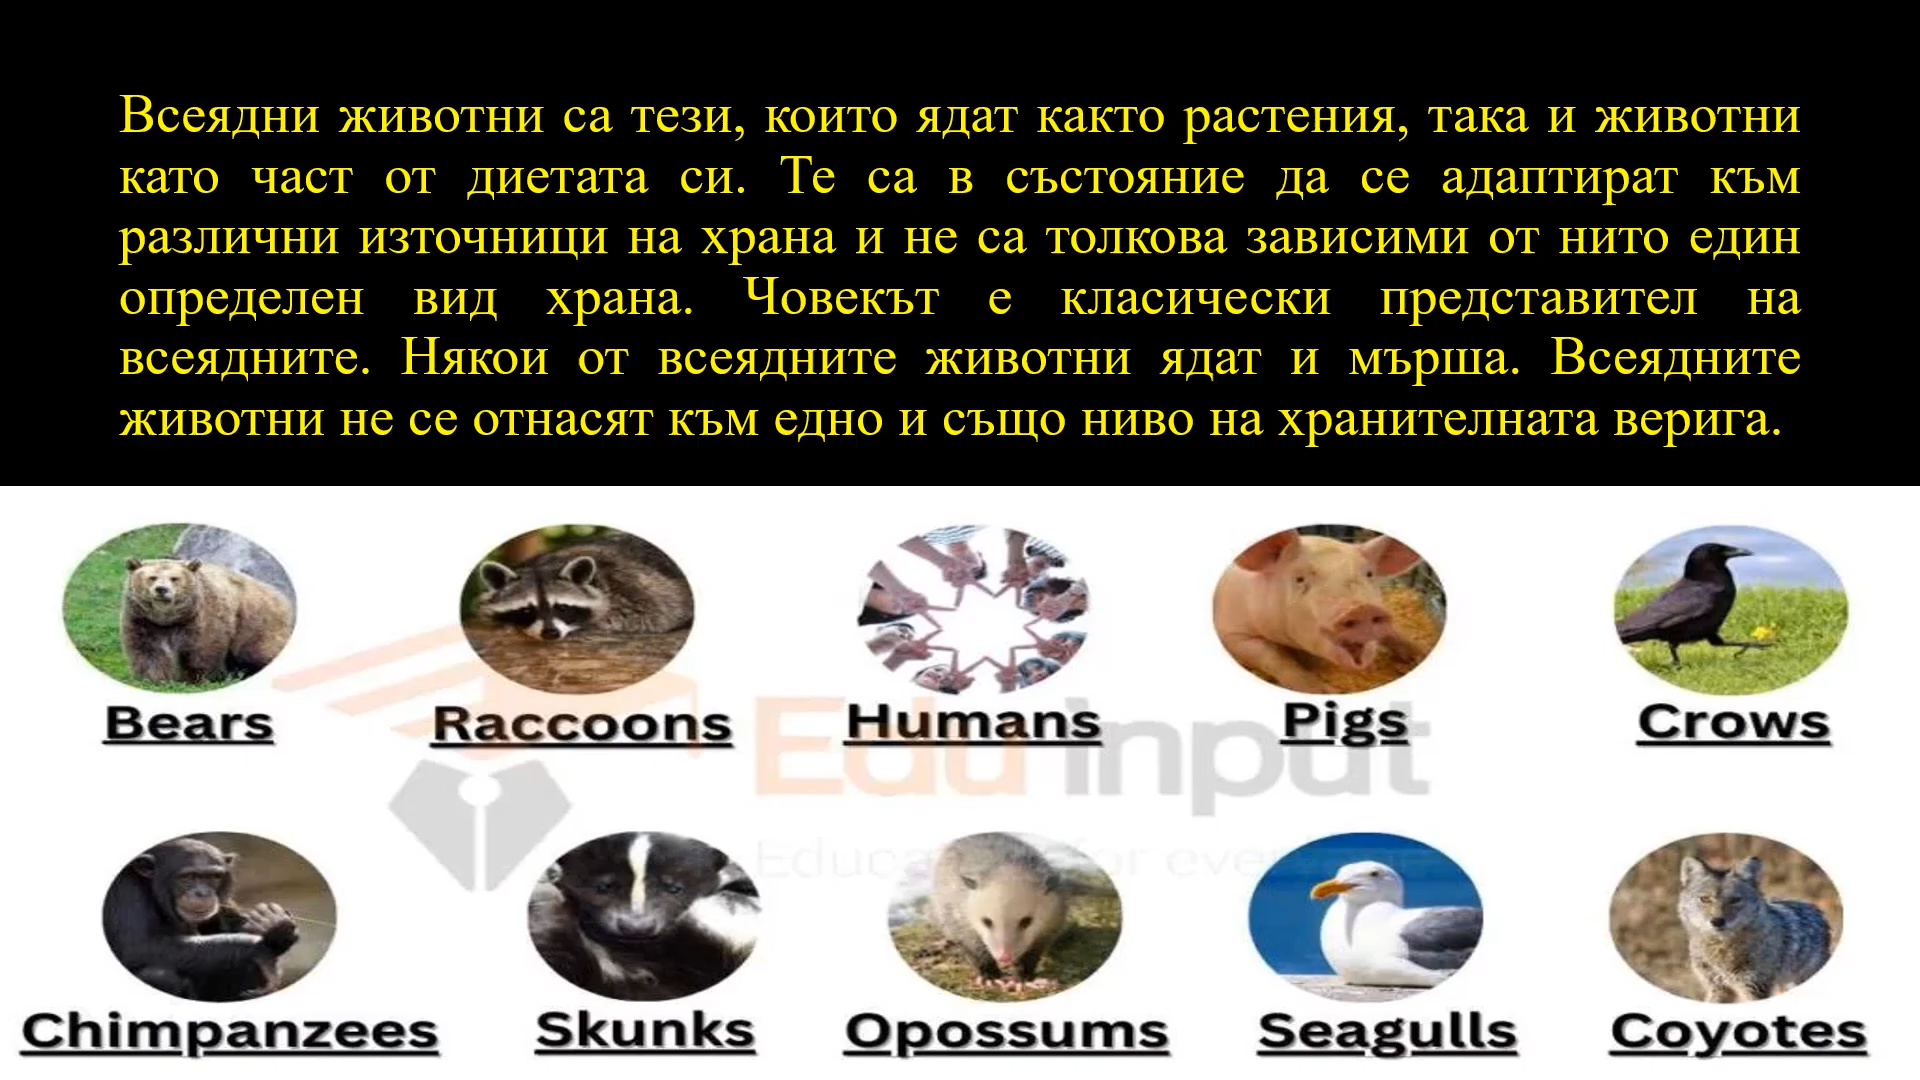 Всеядни животни са тези, които ядат както растения, така и животни
като част от диетата си. Те са в състояние да се адаптират към
различни източници на храна и не са толкова зависими от нито един
определен вид храна. Човекът е класически представител на
всеядните. Някои от всеядните животни ядат и мърша. Всеядните
животни не се отнасят към едно и също ниво на хранителната верига.
Bears Raccoons Humans Pigs Crows
Edu input
Chimpanzees Skunks Opossums Seagulls Coyotes